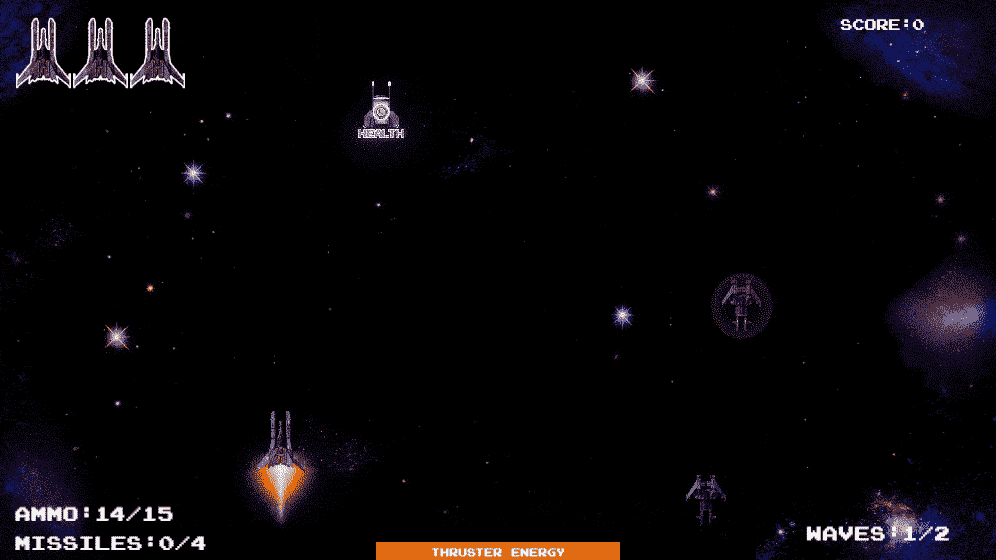 SCORE:0
HEALTH
AMMO:14/15
MISSILES:0/4
WAVES:1/2
THRUSTER ENERGY